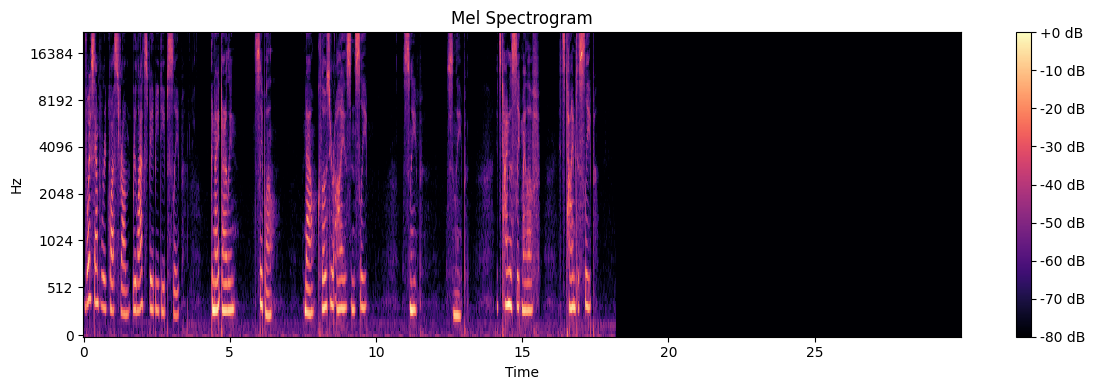 Mel Spectrogram
Hz
16384
8192
4096
2048
1024
512
0
0 5 10 15 20 25
Time
+0 dB
-10 dB
-20 dB
-30 dB
-40 dB
-50 dB
-60 dB
-70 dB
-80 dB